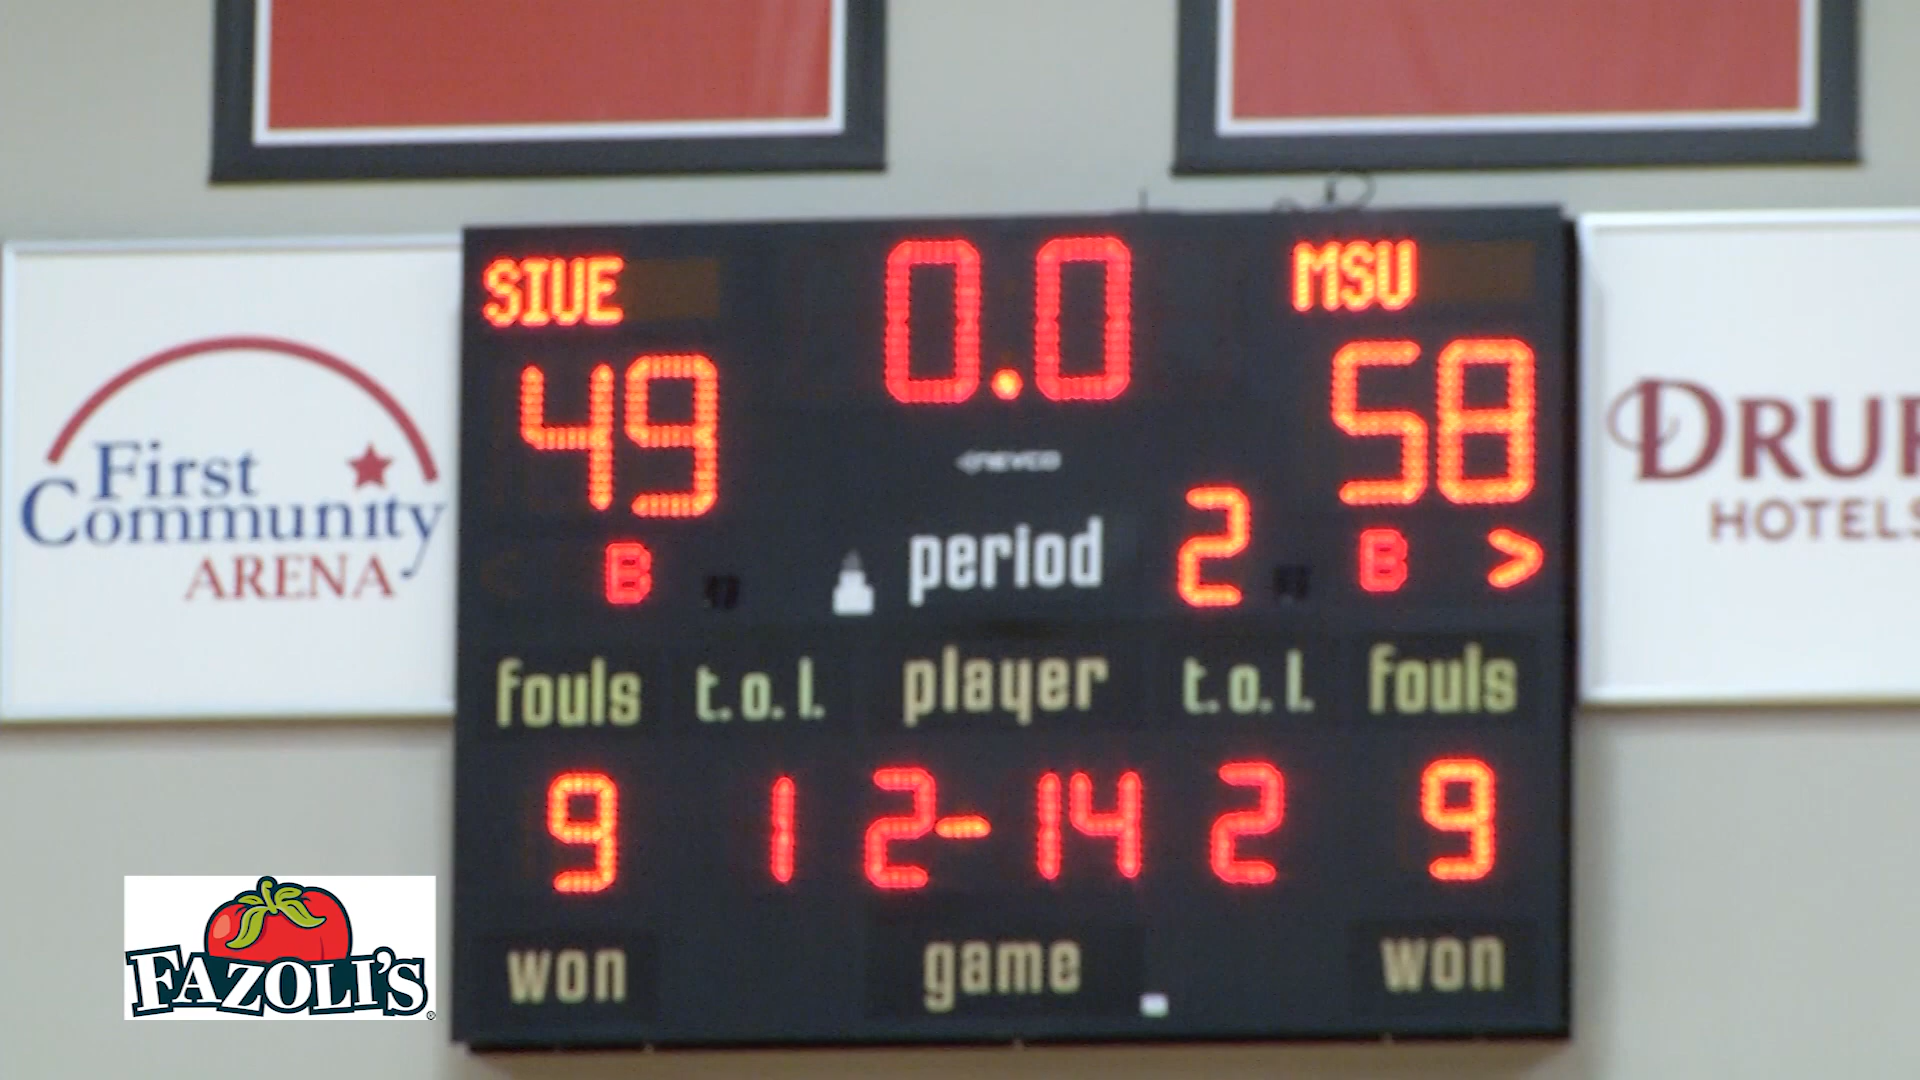 SIUE 0.0 MSU
49 58
NEVCO
period 2
B B >
fouls t.o.l. player t.o.l. fouls
9 1 2-14 2 9
won game won
First
Community
ARENA
DRUR
HOTELS
FAZOLI'S®